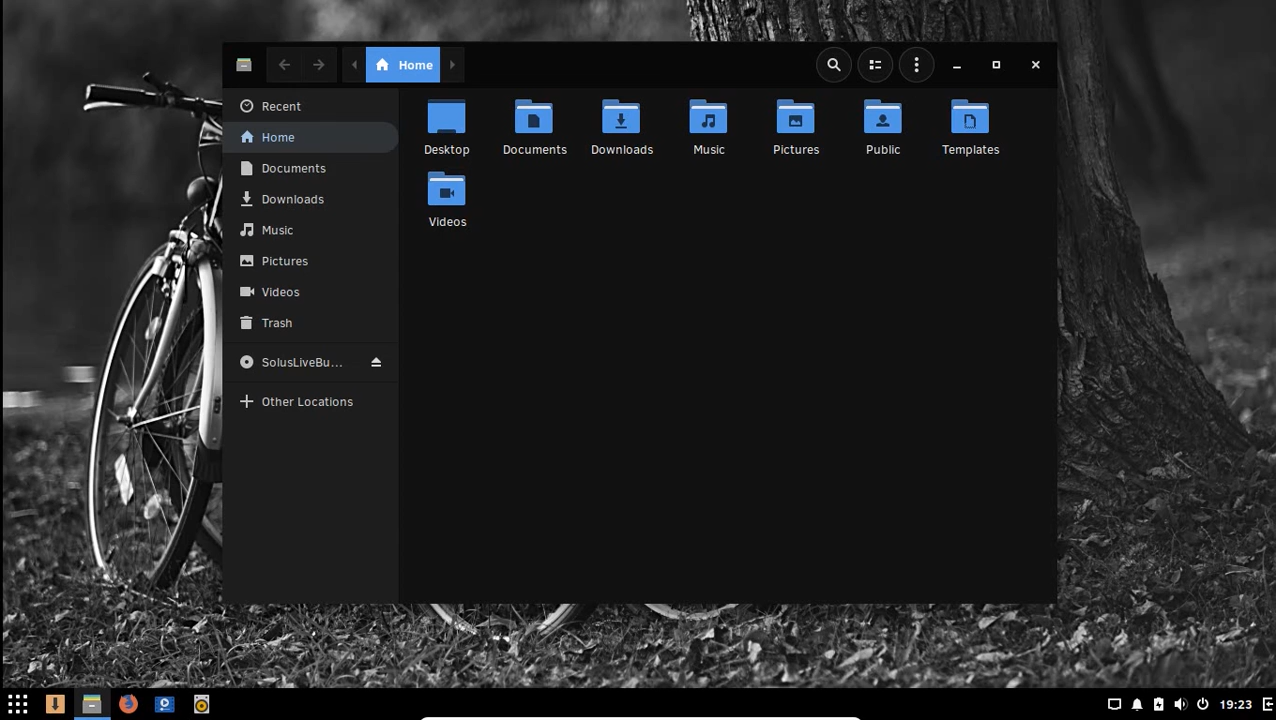 Home
Recent
Home
Documents
Downloads
Music
Pictures
Videos
Trash
SolusLiveBu...
Other Locations
Desktop
Documents
Downloads
Music
Pictures
Public
Templates
Videos
19:23